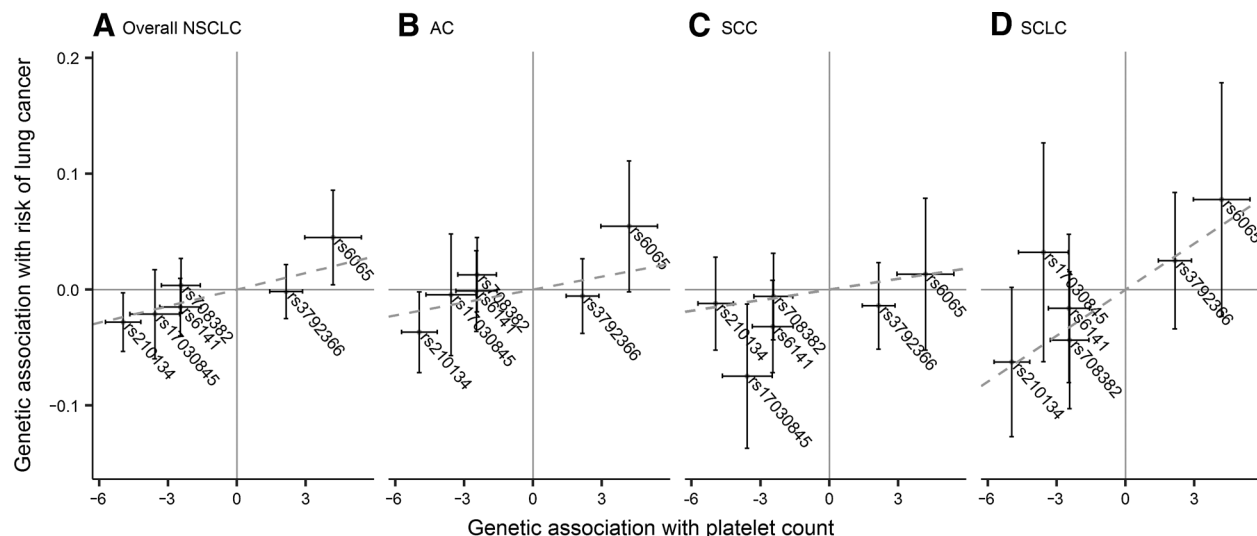 A Overall NSCLC
B AC
C SCC
D SCLC
Genetic association with risk of lung cancer
0.2
0.1
0.0
−0.1
rs6065
rs3792366
rs708382
rs6141
rs17030845
rs210134
rs6065
rs3792366
rs708382
rs6141
rs17030845
rs210134
rs6065
rs3792366
rs708382
rs6141
rs210134
rs17030845
rs6065
rs3792366
rs17030845
rs6141
rs708382
rs210134
−6 −3 0 3
−6 −3 0 3
−6 −3 0 3
−6 −3 0 3
Genetic association with platelet count